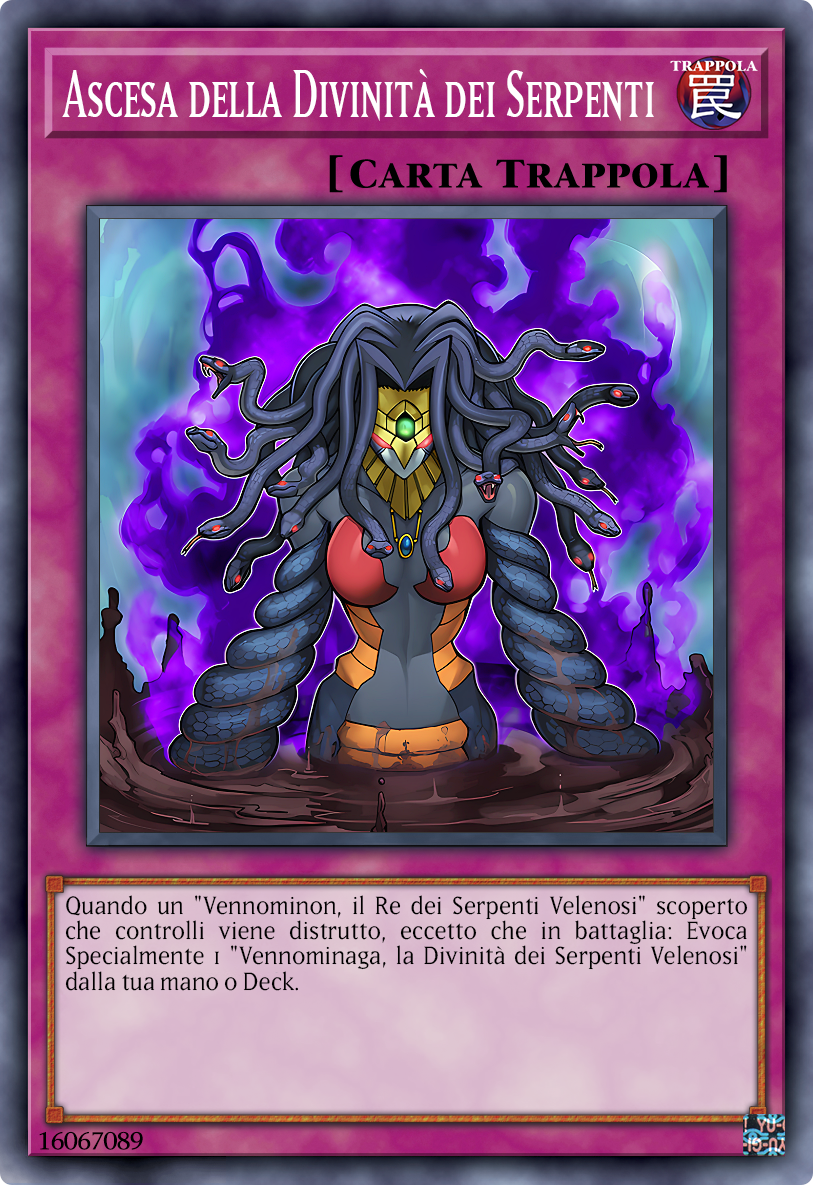 Ascesa della Divinità dei Serpenti
TRAPPOLA
罠
[Carta Trappola]
Quando un "Vennominon, il Re dei Serpenti Velenosi" scoperto
che controlli viene distrutto, eccetto che in battaglia: Evoca
Specialmente 1 "Vennominaga, la Divinità dei Serpenti Velenosi"
dalla tua mano o Deck.
16067089